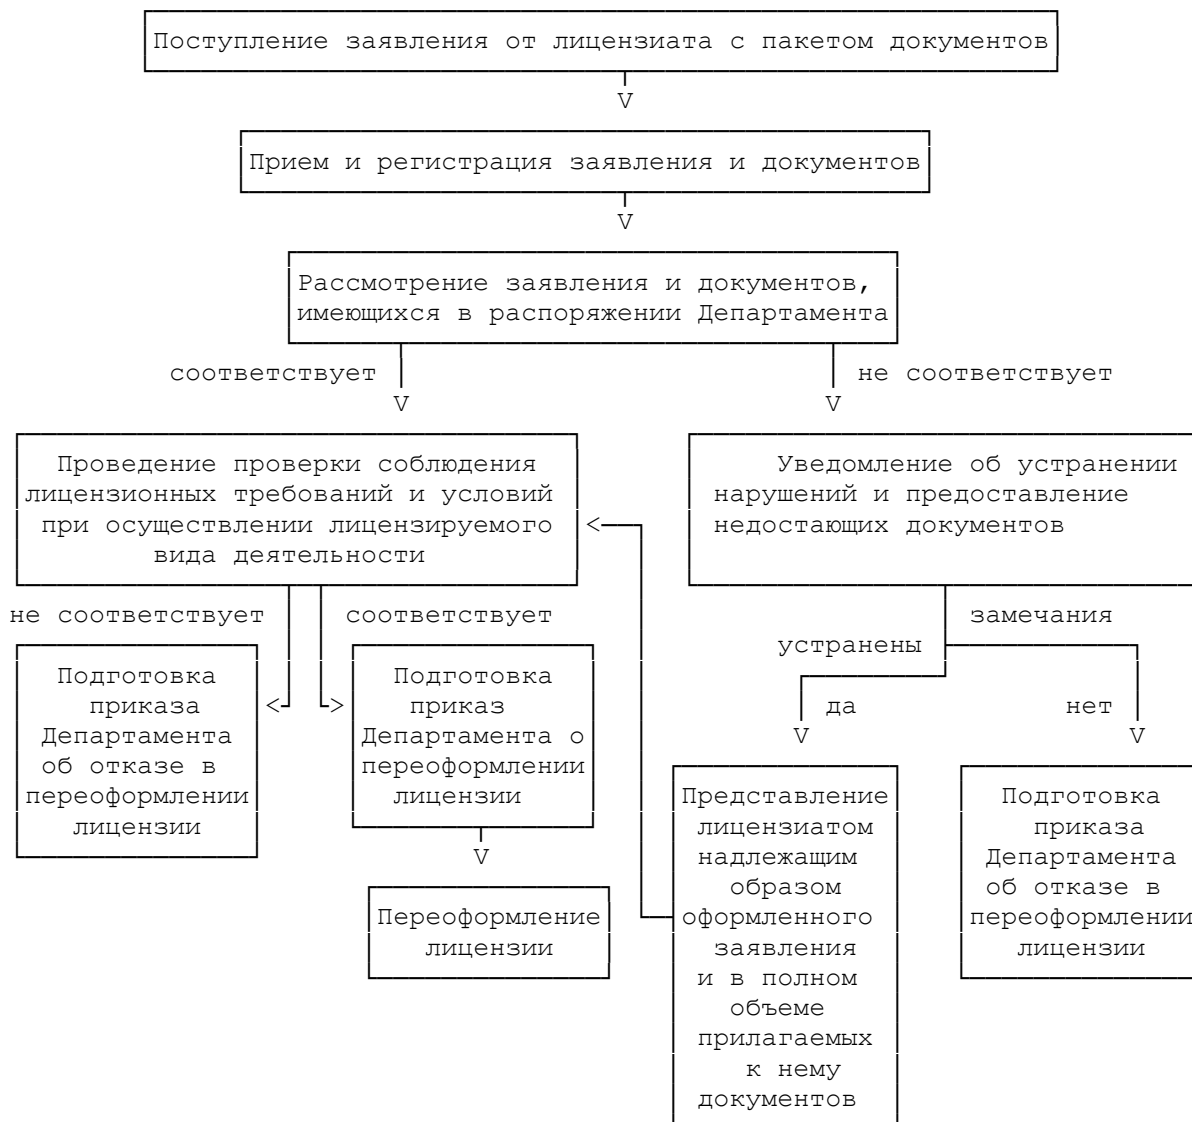 Поступление заявления от лицензиата с пакетом документов
V
Прием и регистрация заявления и документов
V
Рассмотрение заявления и документов,
имеющихся в распоряжении Департамента
соответствует
не соответствует
V
V
Проведение проверки соблюдения
лицензионных требований и условий
при осуществлении лицензируемого
вида деятельности
<
Уведомление об устранении
нарушений и предоставление
недостающих документов
не соответствует
соответствует
замечания
устранены
да
нет
V
V
Подготовка
приказа
Департамента
об отказе в
переоформлении
лицензии
<
>
Подготовка
приказ
Департамента о
переоформлении
лицензии
V
Переоформление
лицензии
Представление
лицензиатом
надлежащим
образом
оформленного
заявления
и в полном
объеме
прилагаемых
к нему
документов
Подготовка
приказа
Департамента
об отказе в
переоформлении
лицензии